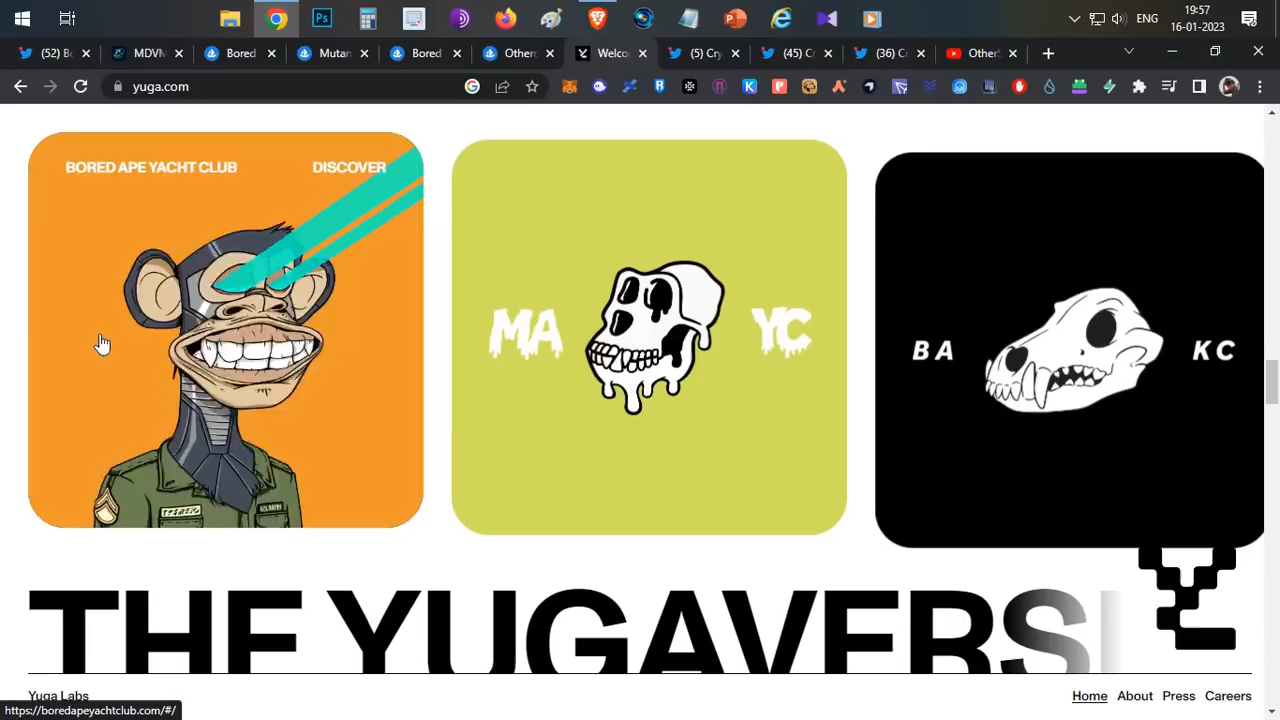 19:57
ENG
16-01-2023
(52) Bo
MDVM
Bored
Mutan
Bored
Other
Welco
(5) Cry
(45) Cr
(36) C
Other
yuga.com
BORED APE YACHT CLUB DISCOVER
MA YC
BA KC
THE YUGAVERS
Yuga Labs
Home About Press Careers
https://boredapeyachtclub.com/#/